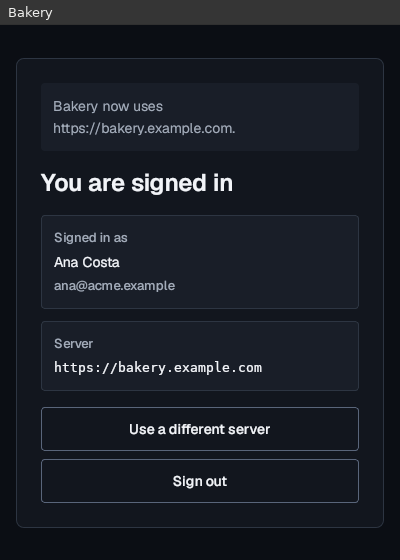 Bakery
Bakery now uses
https://bakery.example.com.
You are signed in
Signed in as
Ana Costa
ana@acme.example
Server
https://bakery.example.com
Use a different server
Sign out